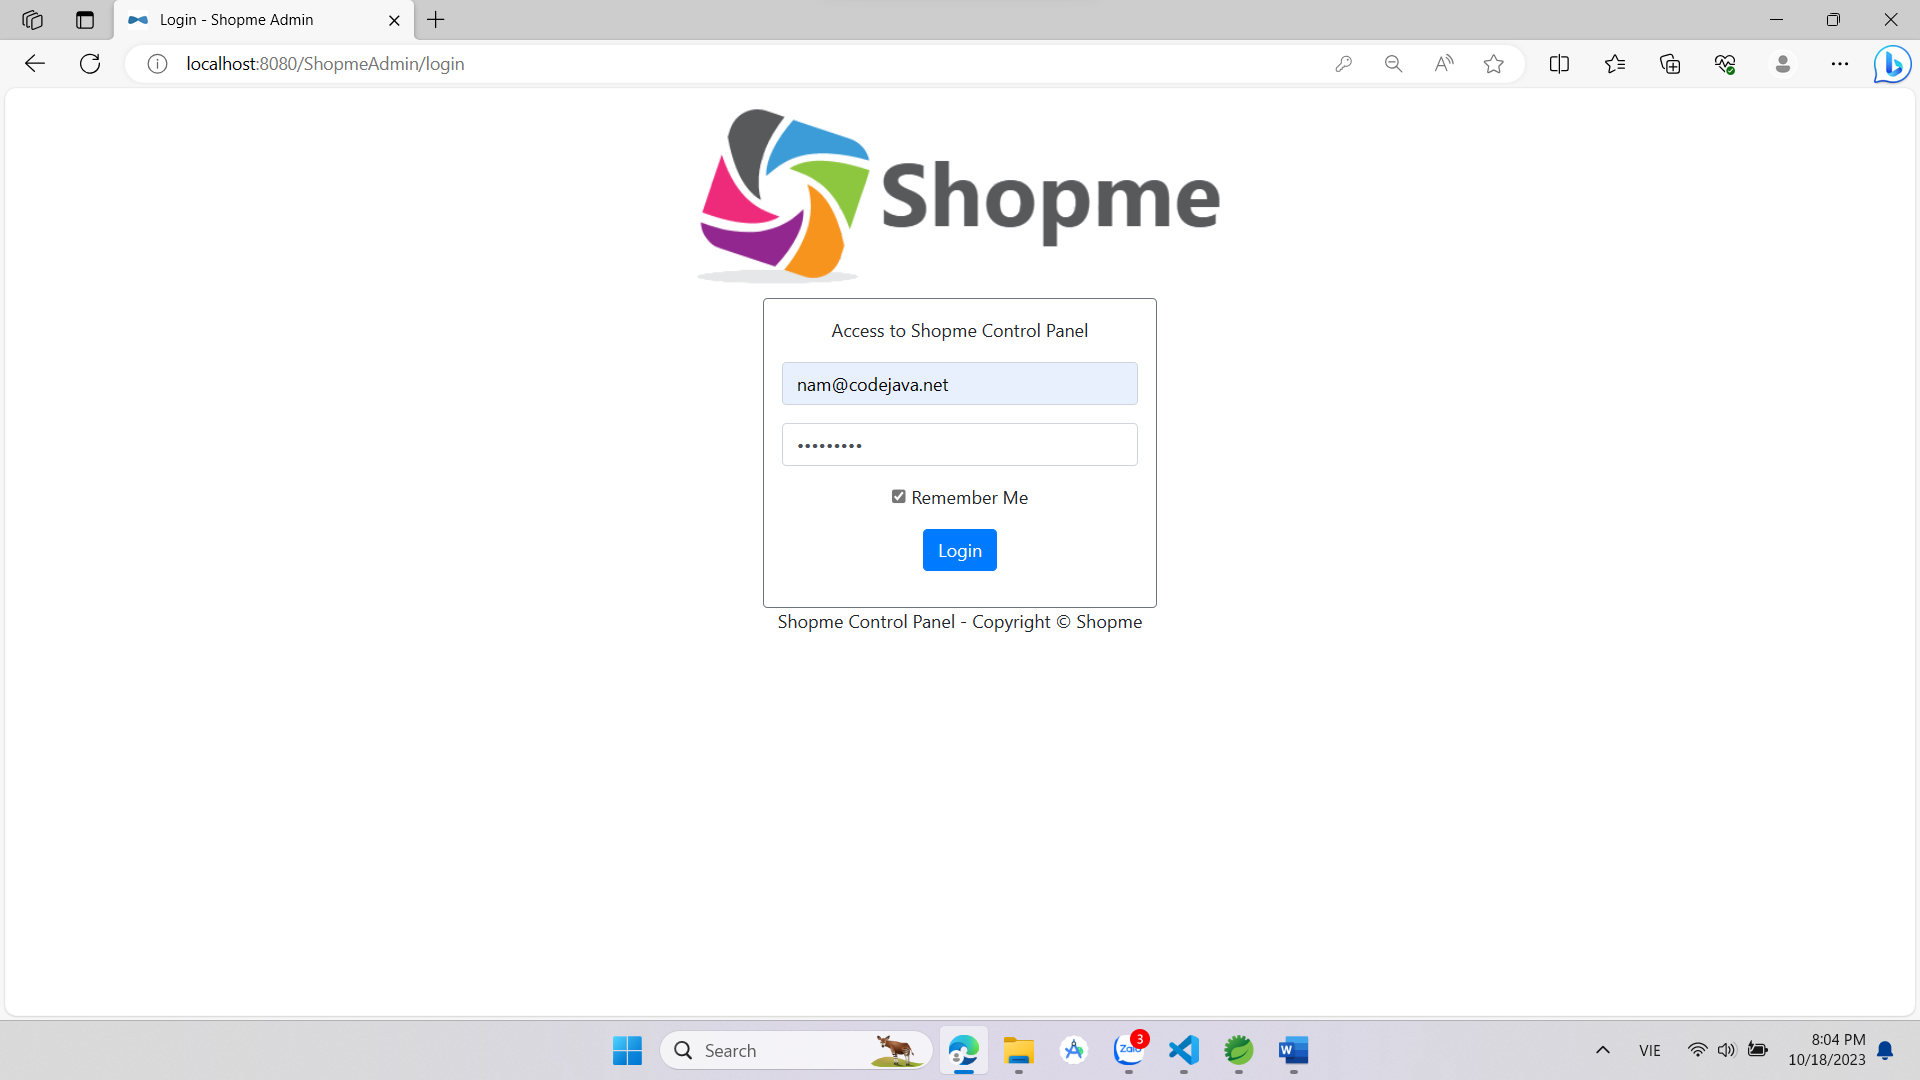 Login - Shopme Admin
localhost:8080/ShopmeAdmin/login
Shopme
Access to Shopme Control Panel
nam@codejava.net
•••••••••
Remember Me
Login
Shopme Control Panel - Copyright © Shopme
Search
Zalo
3
W
VIE
8:04 PM
10/18/2023